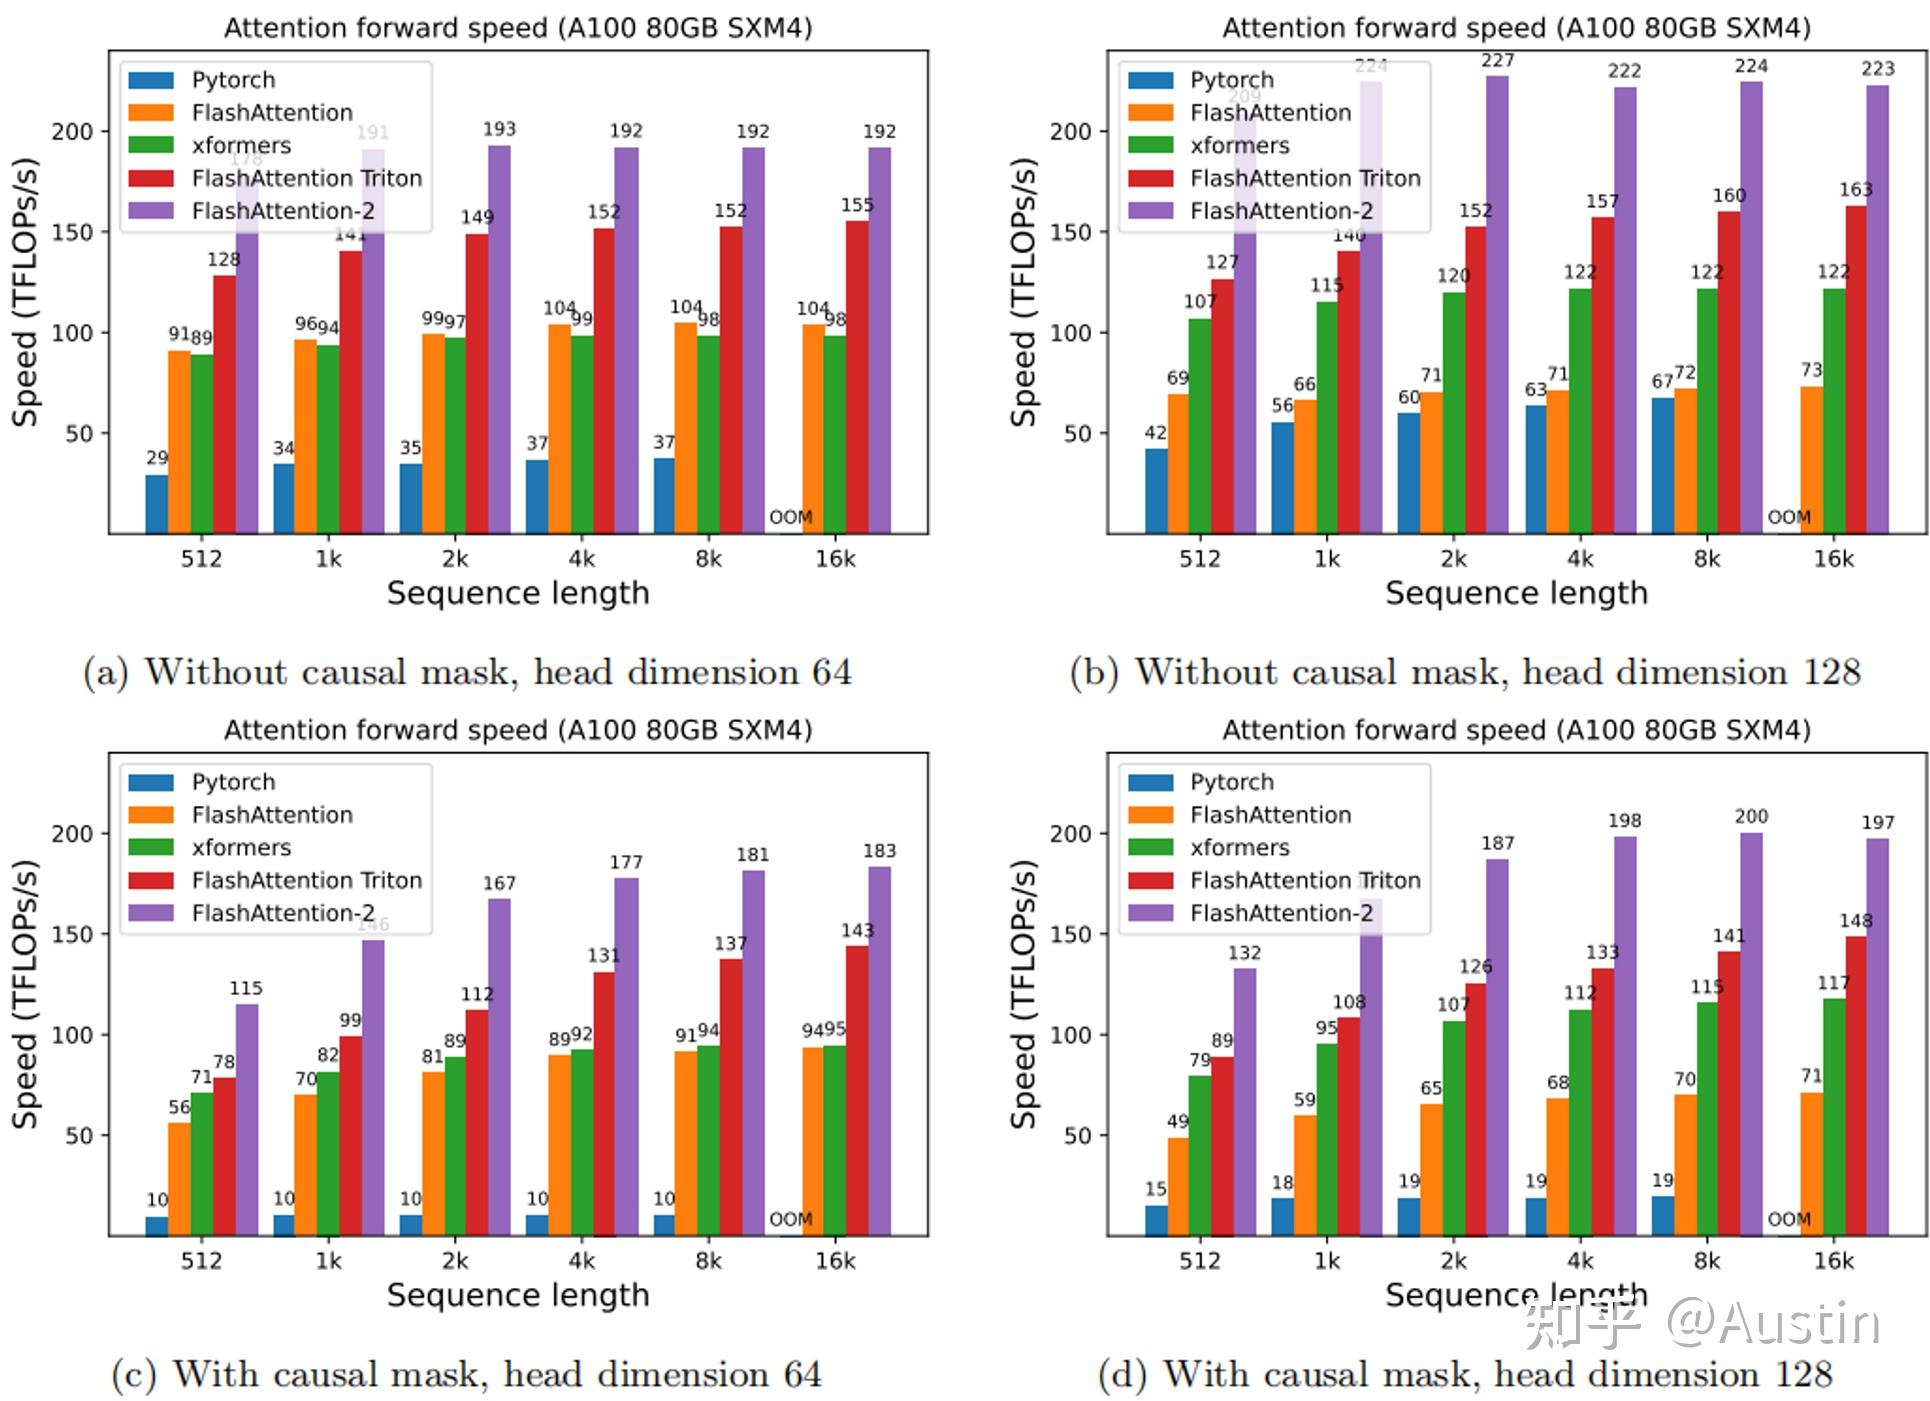 Attention forward speed (A100 80GB SXM4)
Pytorch
FlashAttention
xformers
FlashAttention Triton
FlashAttention-2
Speed (TFLOPs/s)
200
150
100
50
29 91 89 128 178
34 96 94 141 191
35 99 97 149 193
37 104 99 152 192
37 104 98 152 192
OOM 104 98 155 192
512 1k 2k 4k 8k 16k
Sequence length
(a) Without causal mask, head dimension 64
Attention forward speed (A100 80GB SXM4)
Pytorch
FlashAttention
xformers
FlashAttention Triton
FlashAttention-2
Speed (TFLOPs/s)
200
150
100
50
42 69 107 127 209
56 66 115 140 224
60 71 120 152 227
63 71 122 157 222
67 72 122 160 224
OOM 73 122 163 223
512 1k 2k 4k 8k 16k
Sequence length
(b) Without causal mask, head dimension 128
Attention forward speed (A100 80GB SXM4)
Pytorch
FlashAttention
xformers
FlashAttention Triton
FlashAttention-2
Speed (TFLOPs/s)
200
150
100
50
10 56 71 78 115
10 70 82 99 146
10 81 89 112 167
10 89 92 131 177
10 91 94 137 181
OOM 94 95 143 183
512 1k 2k 4k 8k 16k
Sequence length
(c) With causal mask, head dimension 64
Attention forward speed (A100 80GB SXM4)
Pytorch
FlashAttention
xformers
FlashAttention Triton
FlashAttention-2
Speed (TFLOPs/s)
200
150
100
50
15 49 79 89 132
18 59 95 108
19 65 107 126 187
19 68 112 133 198
19 70 115 141 200
OOM 71 117 148 197
512 1k 2k 4k 8k 16k
Sequence length
(d) With causal mask, head dimension 128
知乎 @Austin